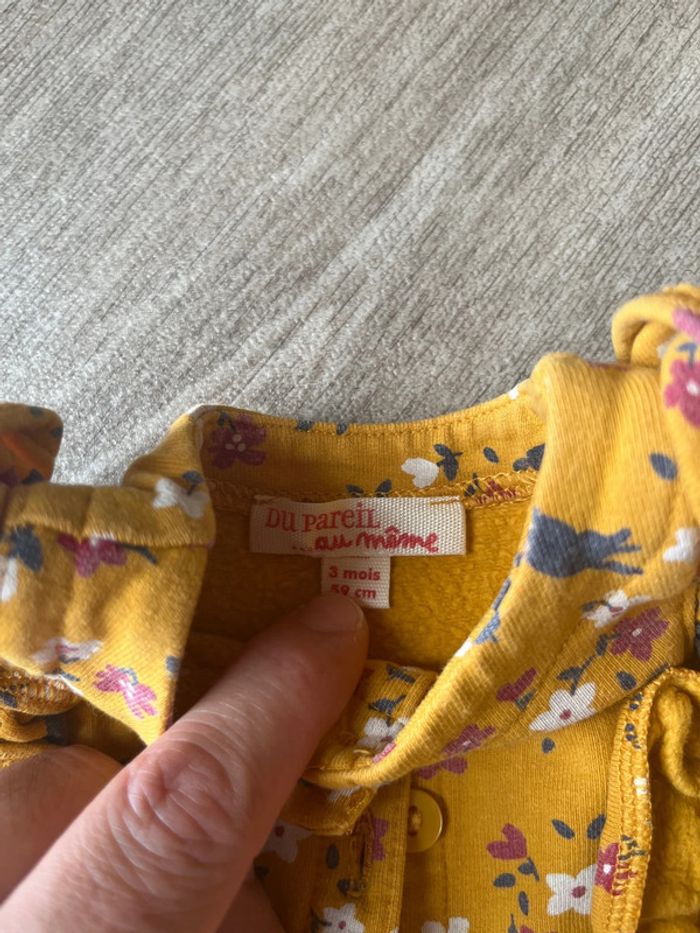 DU PAREIL
...au même
3 mois
59 cm